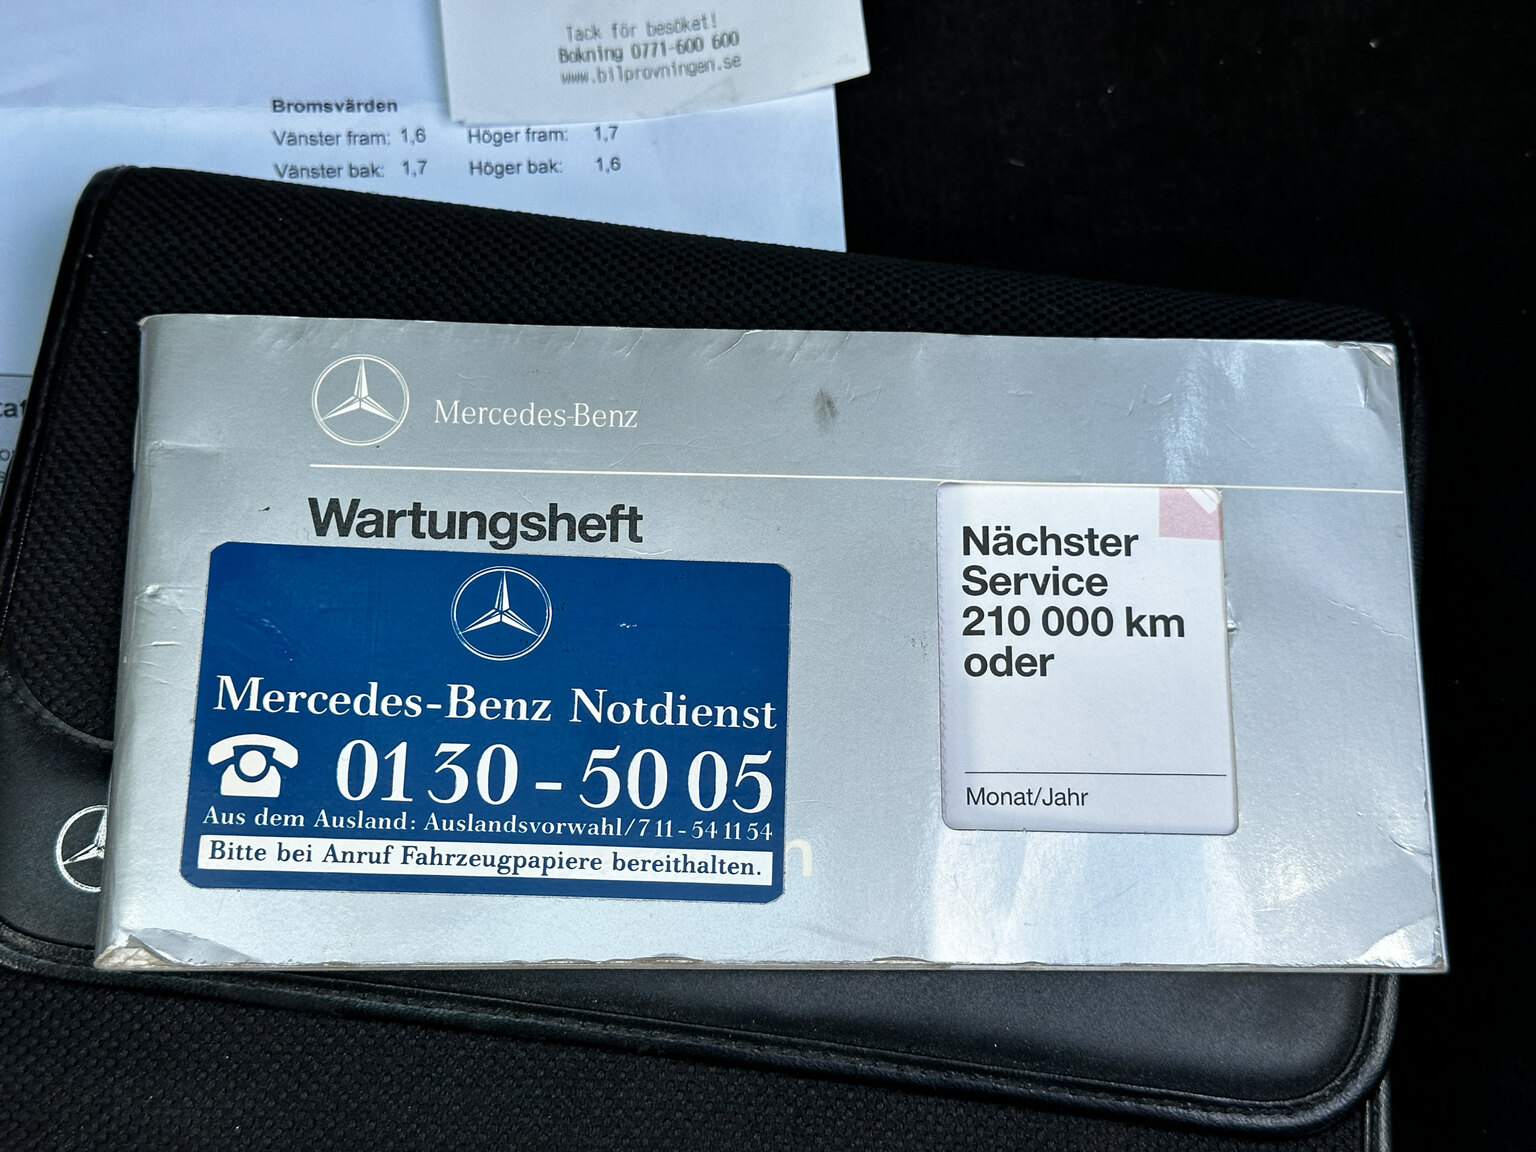 Tack för besöket!
Bokning 0771-600 600
www.bilprovningen.se
Bromsvärden
Vänster fram: 1,6 Höger fram: 1,7
Vänster bak: 1,7 Höger bak: 1,6
Mercedes-Benz
Wartungsheft
Mercedes-Benz Notdienst
0130 - 50 05
Aus dem Ausland: Auslandsvorwahl/711-541154
Bitte bei Anruf Fahrzeugpapiere bereithalten.
Nächster
Service
210 000 km
oder
Monat/Jahr